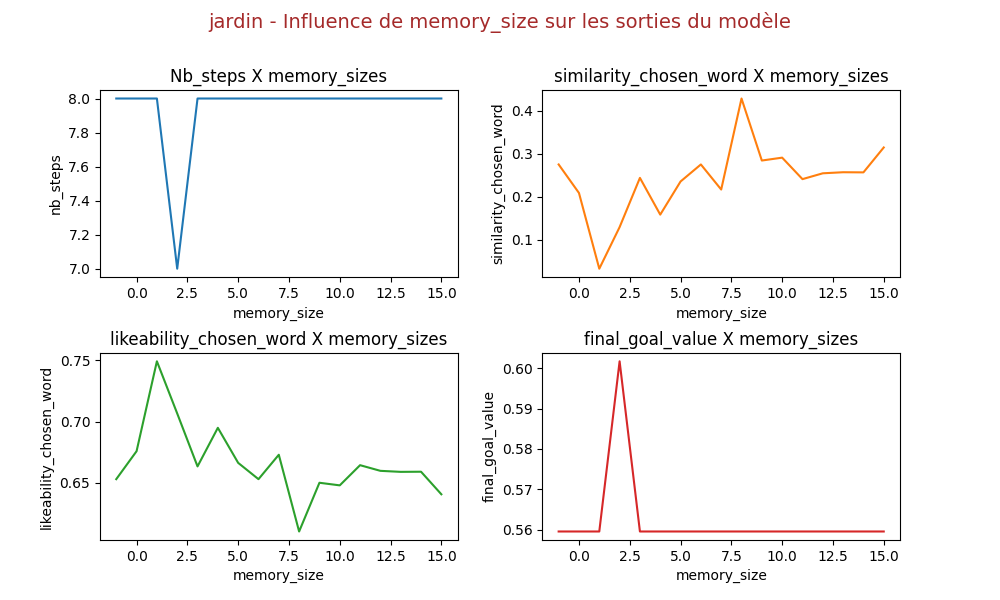 jardin - Influence de memory_size sur les sorties du modèle
Nb_steps X memory_sizes
8.0
7.8
7.6
7.4
7.2
7.0
nb_steps
0.0 2.5 5.0 7.5 10.0 12.5 15.0
memory_size
similarity_chosen_word X memory_sizes
0.4
0.3
0.2
0.1
similarity_chosen_word
0.0 2.5 5.0 7.5 10.0 12.5 15.0
memory_size
likeability_chosen_word X memory_sizes
0.75
0.70
0.65
likeability_chosen_word
0.0 2.5 5.0 7.5 10.0 12.5 15.0
memory_size
final_goal_value X memory_sizes
0.60
0.59
0.58
0.57
0.56
final_goal_value
0.0 2.5 5.0 7.5 10.0 12.5 15.0
memory_size